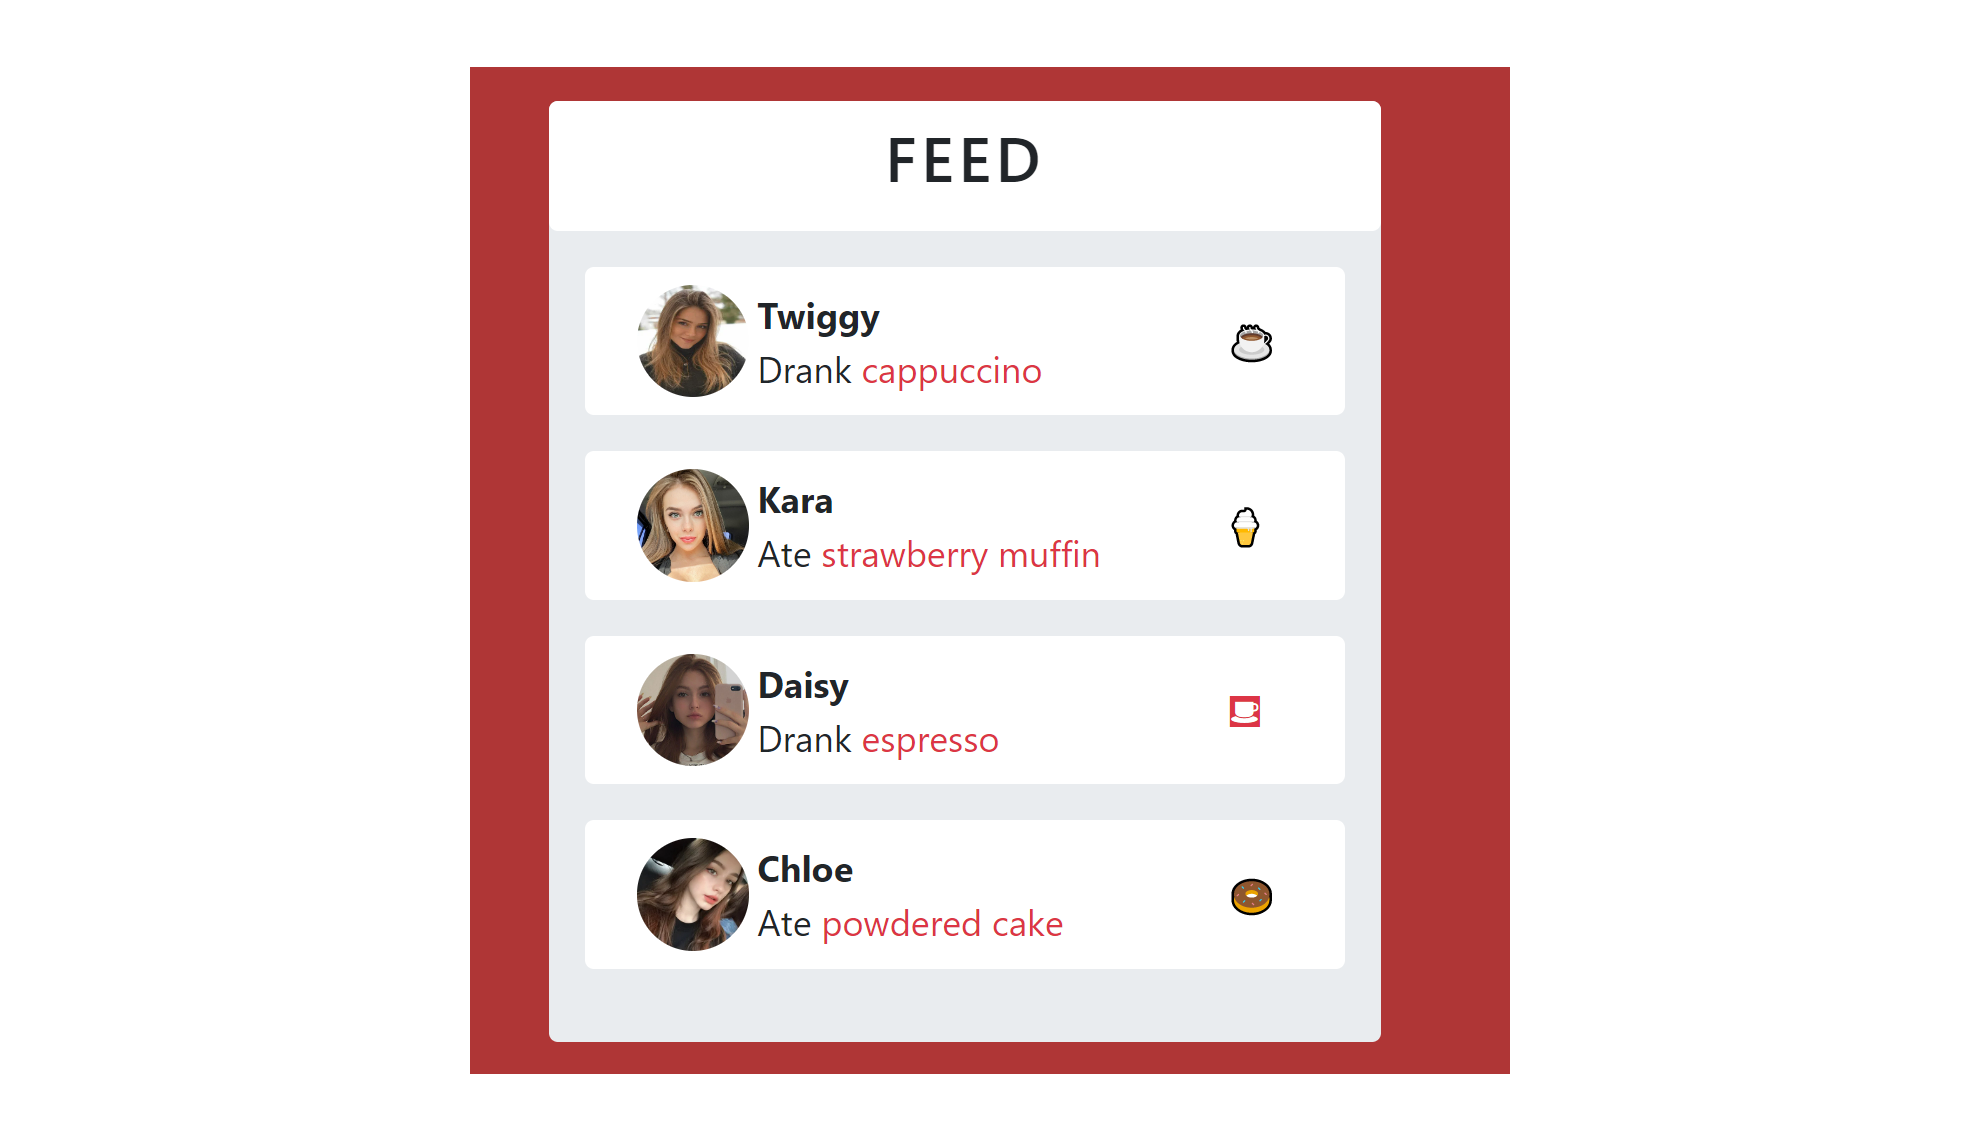 FEED
Twiggy
Drank cappuccino
Kara
Ate strawberry muffin
Daisy
Drank espresso
Chloe
Ate powdered cake